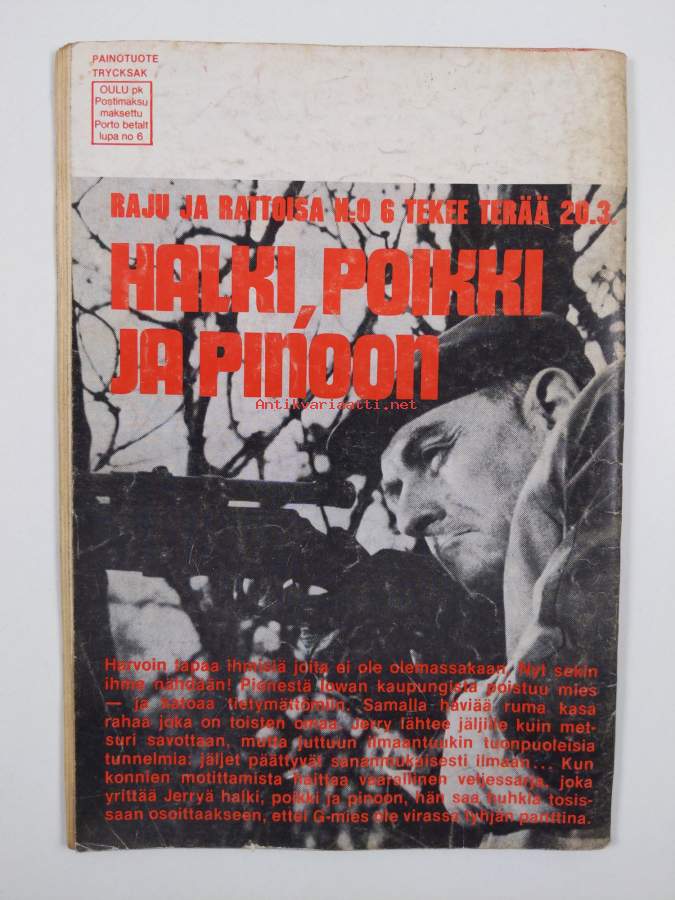 PAINOTUOTE
TRYCKSAK
OULU pk
Postimaksu
maksettu
Porto betalt
lupa no 6
RAJU JA RATTOISA N:O 6 TEKEE TERÄÄ 20.3.
HALKI, POIKKI
JA PINOON
Antikvariaatti.net
Harvoin tapaa ihmisiä joita ei ole olemassakaan. Nyt sekin
ihme nähdään! Pienestä Iowan kaupungista poistuu mies
— ja katoaa tietymättömiin. Samalla häviää ruma kasa
rahaa joka on toisten omaa. Jerry lähtee jäljille kuin met-
suri savottaan, mutta juttuun ilmaantuukin tuonpuoleisia
tunnelmia: jäljet päättyvät sananmukaisesti ilmaan... Kun
konnien motittamista haittaa vaarallinen veljessarja, joka
yrittää Jerryä halki, poikki ja pinoon, hän saa huhkia tosis-
saan osoittaakseen, ettei G-mies ole virassa tyhjän panttina.